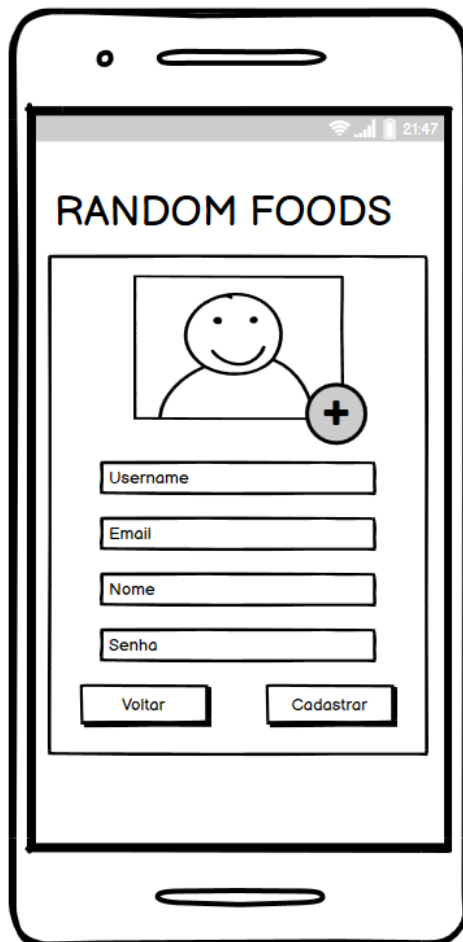 21:47
RANDOM FOODS
Username
Email
Nome
Senha
Voltar Cadastrar